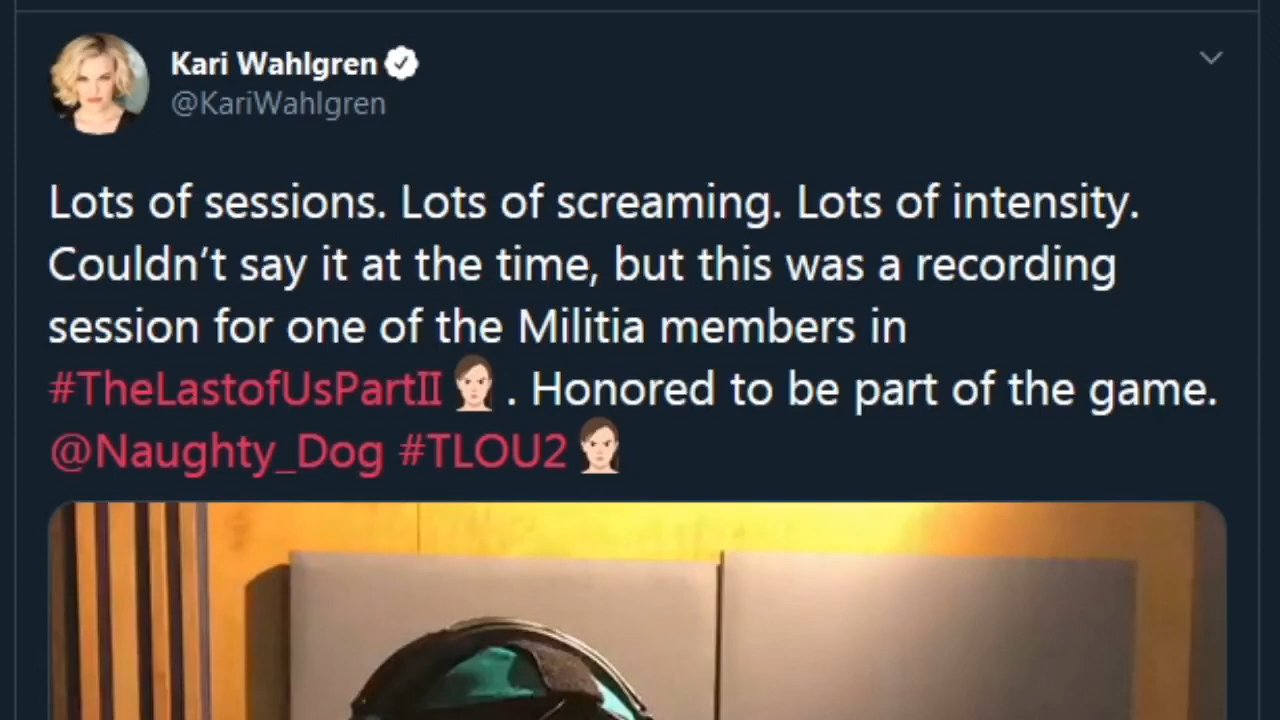 Kari Wahlgren
@KariWahlgren
Lots of sessions. Lots of screaming. Lots of intensity.
Couldn’t say it at the time, but this was a recording
session for one of the Militia members in
#TheLastofUsPartII . Honored to be part of the game.
@Naughty_Dog #TLOU2